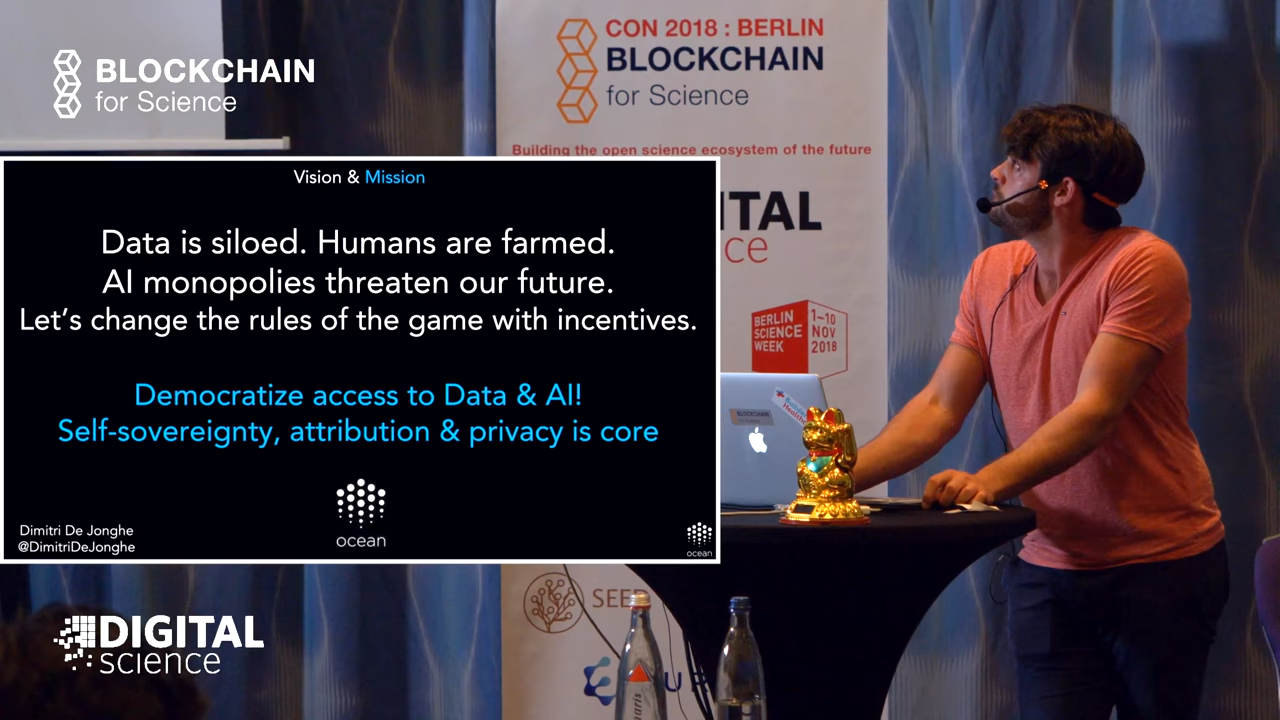 BLOCKCHAIN
for Science
CON 2018 : BERLIN
BLOCKCHAIN
for Science
Building the open science ecosystem of the future
ITAL
ce
BERLIN
SCIENCE
WEEK
1–10
NOV
2018
Vision & Mission
Data is siloed. Humans are farmed.
AI monopolies threaten our future.
Let's change the rules of the game with incentives.
Democratize access to Data & AI!
Self-sovereignty, attribution & privacy is core
ocean
Dimitri De Jonghe
@DimitriDeJonghe
ocean
BLOCKCHAIN
SEED
UP
DIGITAL
science